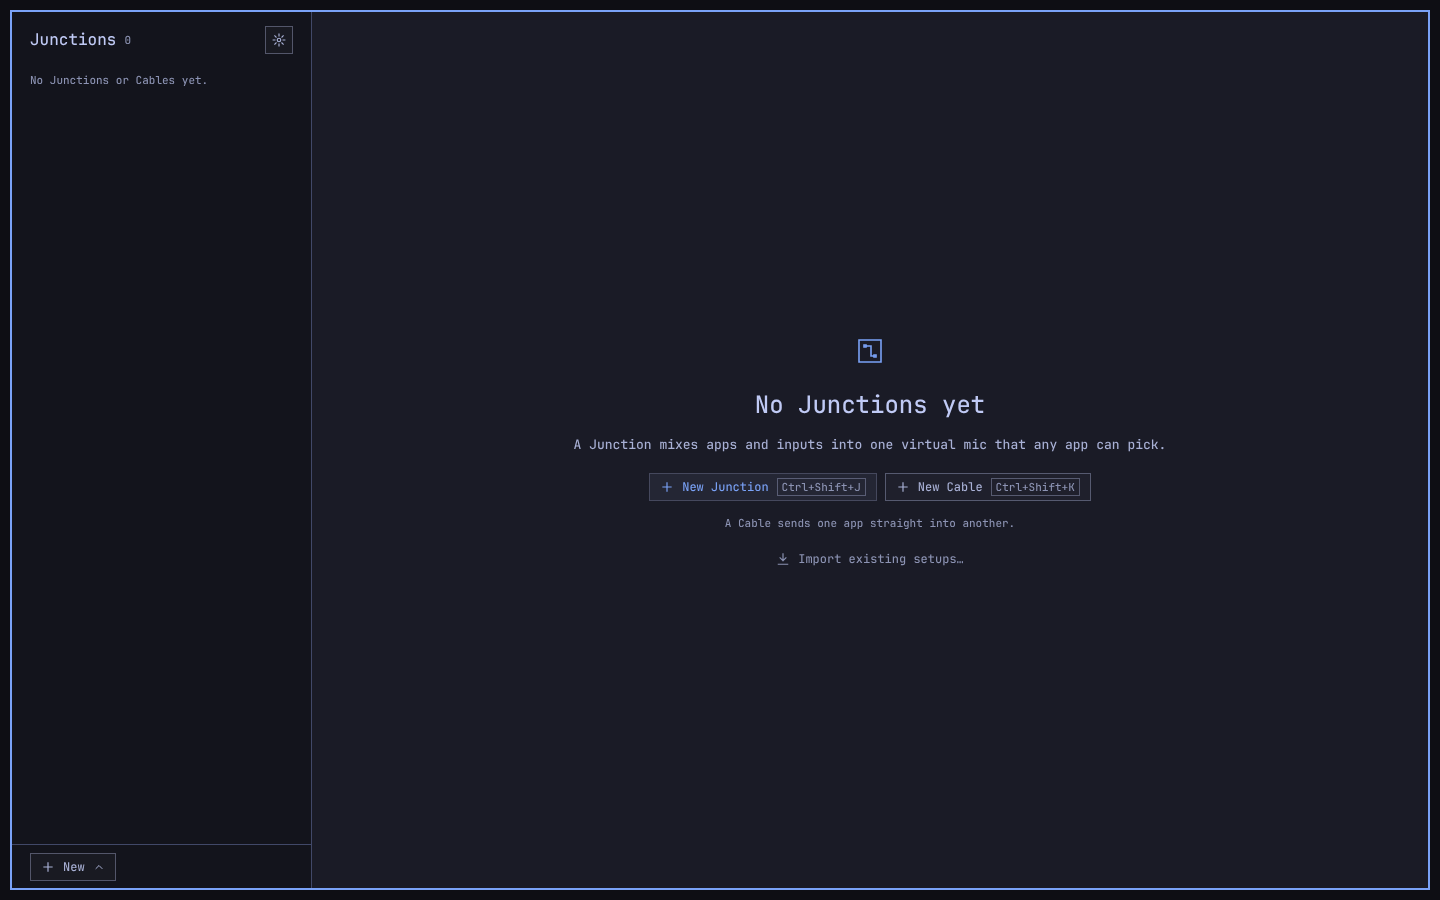 Junctions 0
No Junctions or Cables yet.
No Junctions yet
A Junction mixes apps and inputs into one virtual mic that any app can pick.
New Junction Ctrl+Shift+J New Cable Ctrl+Shift+K
A Cable sends one app straight into another.
Import existing setups…
New